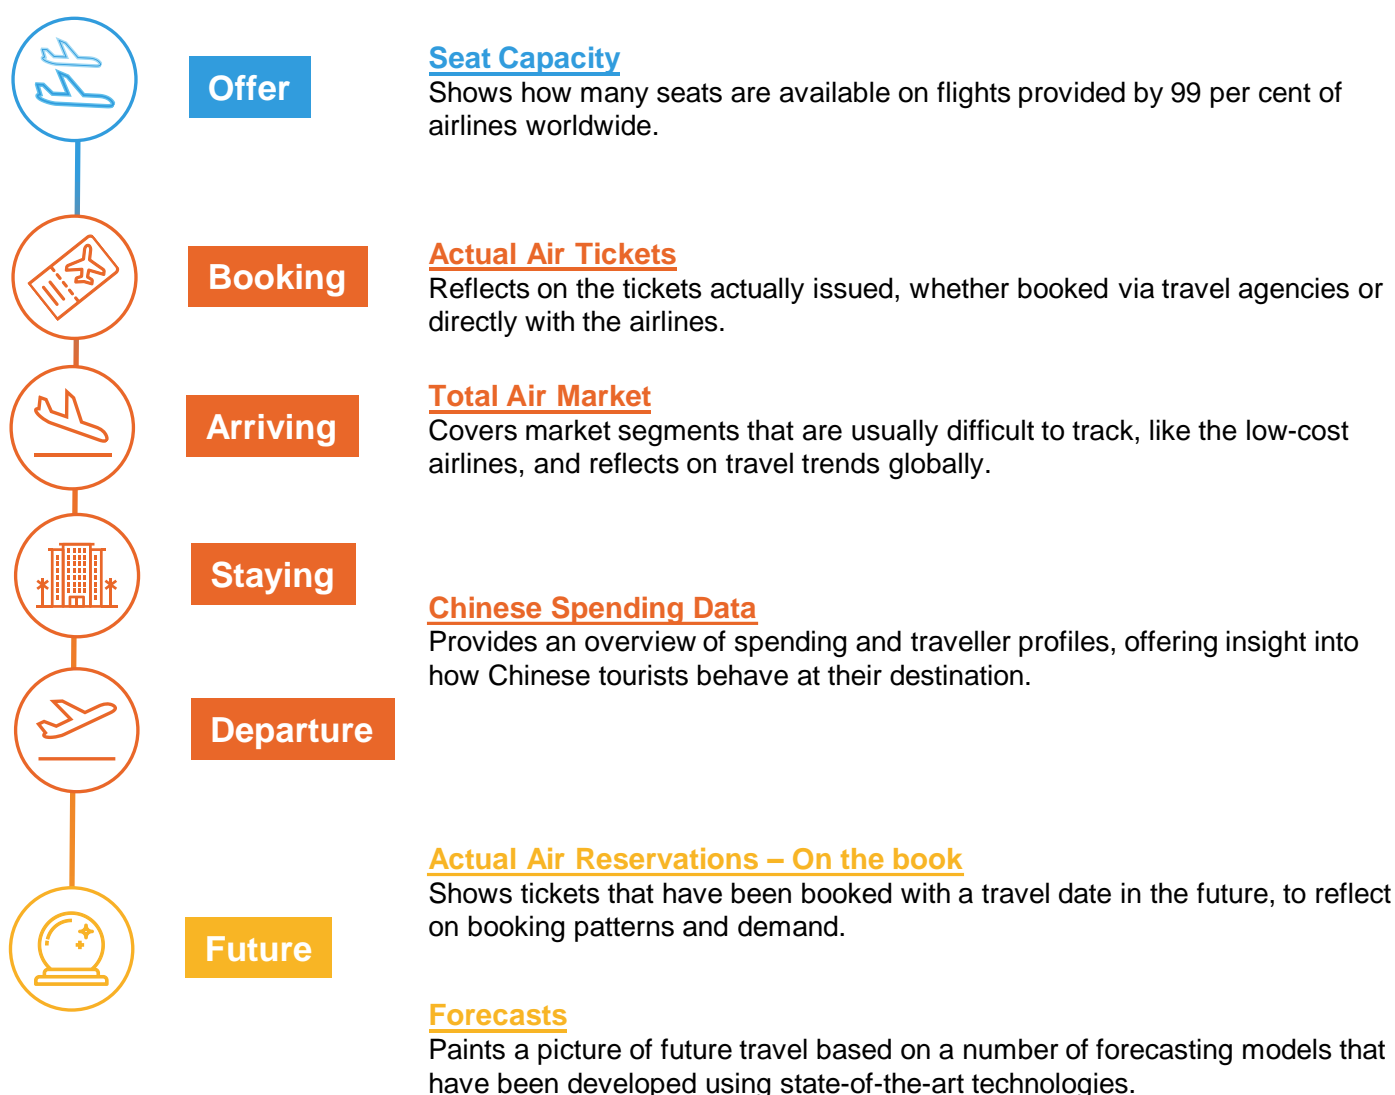 Offer
Seat Capacity
Shows how many seats are available on flights provided by 99 per cent of
airlines worldwide.
Booking
Actual Air Tickets
Reflects on the tickets actually issued, whether booked via travel agencies or
directly with the airlines.
Arriving
Total Air Market
Covers market segments that are usually difficult to track, like the low-cost
airlines, and reflects on travel trends globally.
Staying
Chinese Spending Data
Provides an overview of spending and traveller profiles, offering insight into
how Chinese tourists behave at their destination.
Departure
Actual Air Reservations – On the book
Shows tickets that have been booked with a travel date in the future, to reflect
on booking patterns and demand.
Future
Forecasts
Paints a picture of future travel based on a number of forecasting models that
have been developed using state-of-the-art technologies.